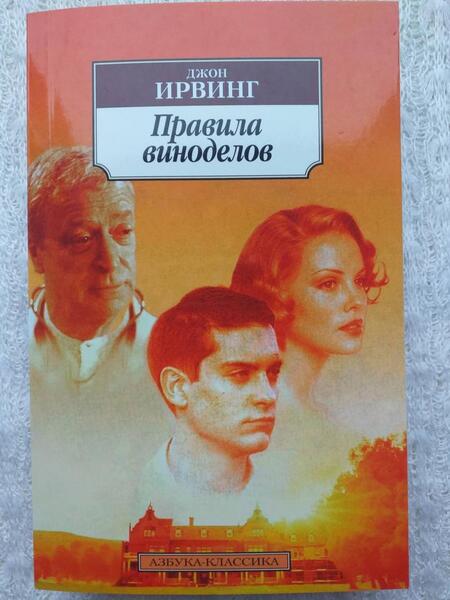 ДЖОН
ИРВИНГ
Правила
виноделов
АЗБУКА-КЛАССИКА